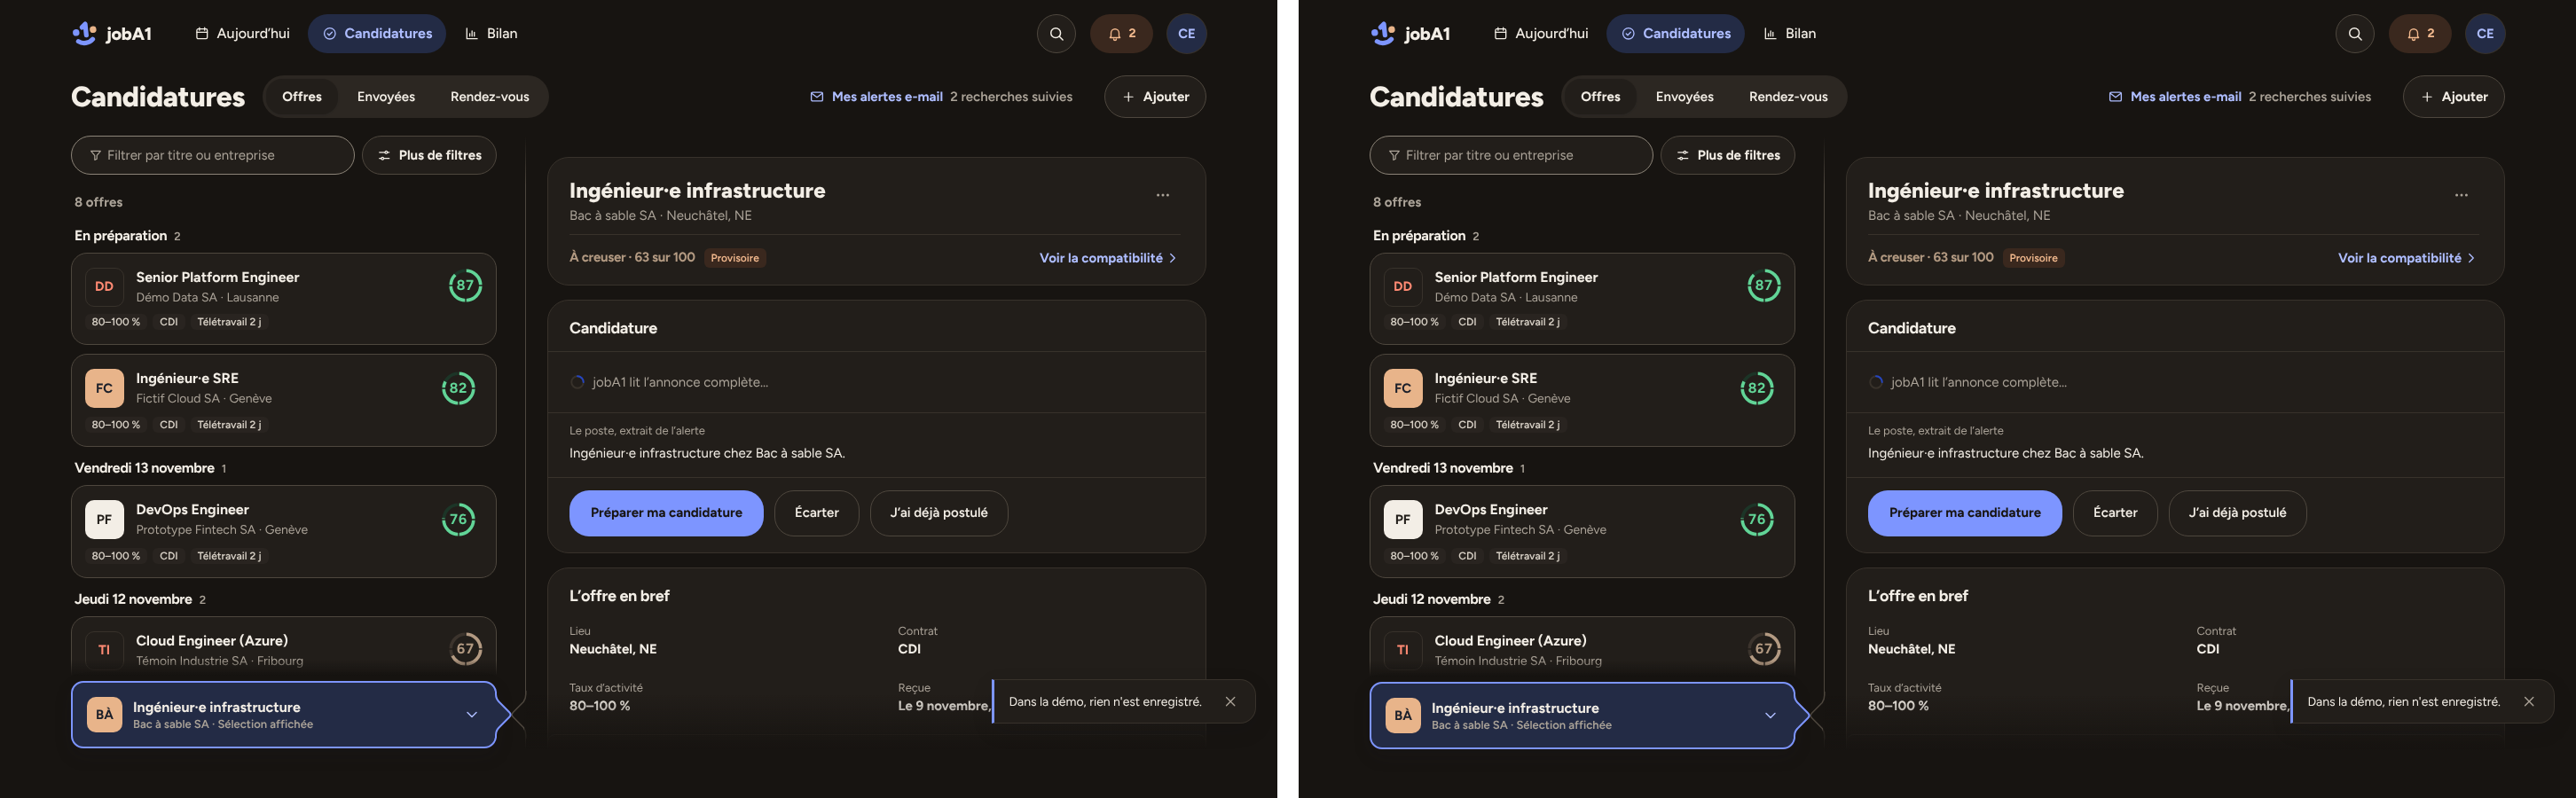 jobA1
Aujourd'hui
Candidatures
Bilan
2
CE
Candidatures
Offres
Envoyées
Rendez-vous
Mes alertes e-mail 2 recherches suivies
Ajouter
Filtrer par titre ou entreprise
Plus de filtres
8 offres
En préparation 2
DD
Senior Platform Engineer
Démo Data SA · Lausanne
87
80–100 %
CDI
Télétravail 2 j
FC
Ingénieur·e SRE
Fictif Cloud SA · Genève
82
80–100 %
CDI
Télétravail 2 j
Vendredi 13 novembre 1
PF
DevOps Engineer
Prototype Fintech SA · Genève
76
80–100 %
CDI
Télétravail 2 j
Jeudi 12 novembre 2
TI
Cloud Engineer (Azure)
Témoin Industrie SA · Fribourg
67
BÀ
Ingénieur·e infrastructure
Bac à sable SA · Sélection affichée
Ingénieur·e infrastructure
Bac à sable SA · Neuchâtel, NE
À creuser · 63 sur 100 Provisoire
Voir la compatibilité
Candidature
jobA1 lit l'annonce complète…
Le poste, extrait de l'alerte
Ingénieur·e infrastructure chez Bac à sable SA.
Préparer ma candidature
Écarter
J'ai déjà postulé
L'offre en bref
Lieu
Neuchâtel, NE
Contrat
CDI
Taux d'activité
80–100 %
Reçue
Le 9 novembre,
Dans la démo, rien n'est enregistré.
jobA1
Aujourd'hui
Candidatures
Bilan
2
CE
Candidatures
Offres
Envoyées
Rendez-vous
Mes alertes e-mail 2 recherches suivies
Ajouter
Filtrer par titre ou entreprise
Plus de filtres
8 offres
En préparation 2
DD
Senior Platform Engineer
Démo Data SA · Lausanne
87
80–100 %
CDI
Télétravail 2 j
FC
Ingénieur·e SRE
Fictif Cloud SA · Genève
82
80–100 %
CDI
Télétravail 2 j
Vendredi 13 novembre 1
PF
DevOps Engineer
Prototype Fintech SA · Genève
76
80–100 %
CDI
Télétravail 2 j
Jeudi 12 novembre 2
TI
Cloud Engineer (Azure)
Témoin Industrie SA · Fribourg
67
BÀ
Ingénieur·e infrastructure
Bac à sable SA · Sélection affichée
Ingénieur·e infrastructure
Bac à sable SA · Neuchâtel, NE
À creuser · 63 sur 100 Provisoire
Voir la compatibilité
Candidature
jobA1 lit l'annonce complète…
Le poste, extrait de l'alerte
Ingénieur·e infrastructure chez Bac à sable SA.
Préparer ma candidature
Écarter
J'ai déjà postulé
L'offre en bref
Lieu
Neuchâtel, NE
Contrat
CDI
Taux d'activité
80–100 %
Reçue
Le 9 novembre,
Dans la démo, rien n'est enregistré.